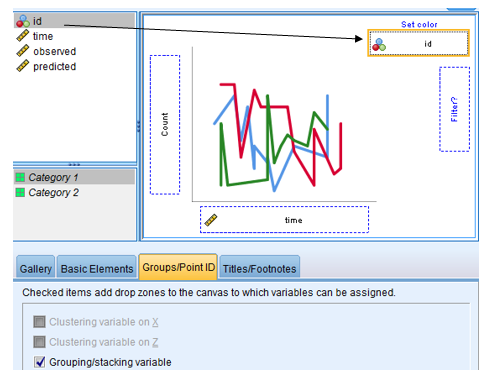 id
time
observed
predicted
Category 1
Category 2
Set color
id
Count
Filter?
time
Gallery
Basic Elements
Groups/Point ID
Titles/Footnotes
Checked items add drop zones to the canvas to which variables can be assigned.
Clustering variable on X
Clustering variable on Z
Grouping/stacking variable